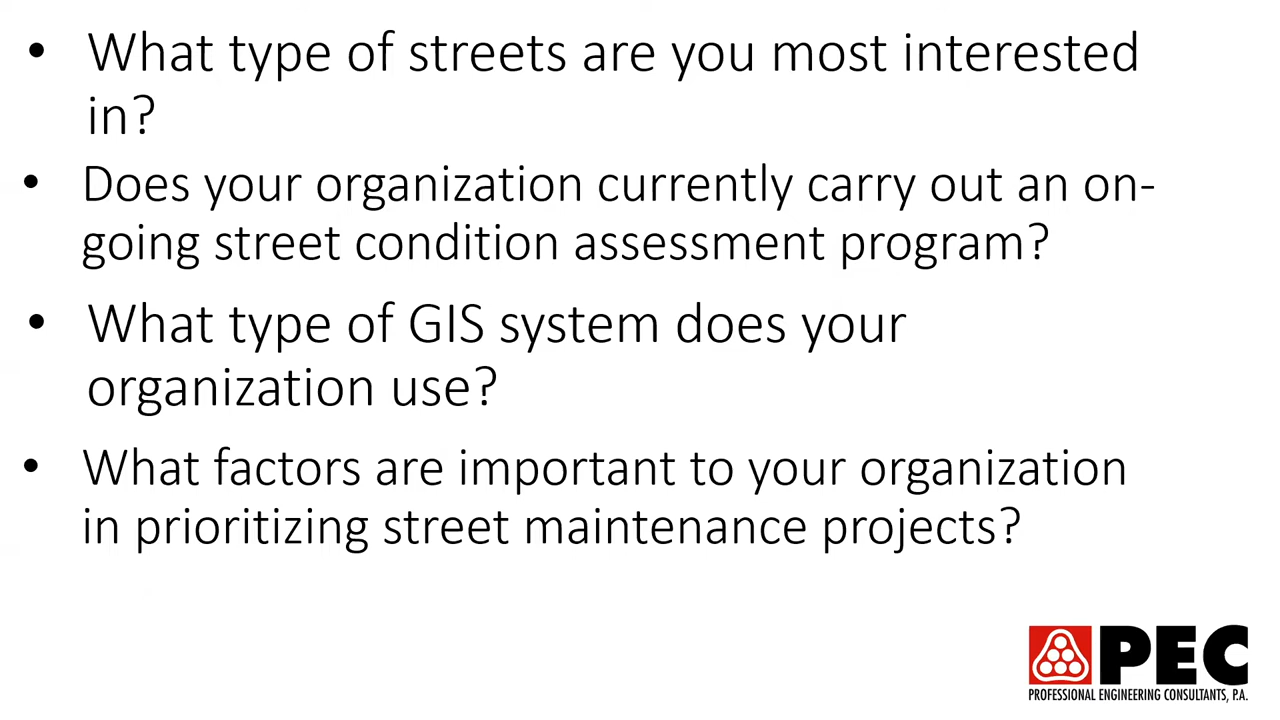 • What type of streets are you most interested
in?
• Does your organization currently carry out an on-
going street condition assessment program?
• What type of GIS system does your
organization use?
• What factors are important to your organization
in prioritizing street maintenance projects?
PEC
PROFESSIONAL ENGINEERING CONSULTANTS, P.A.